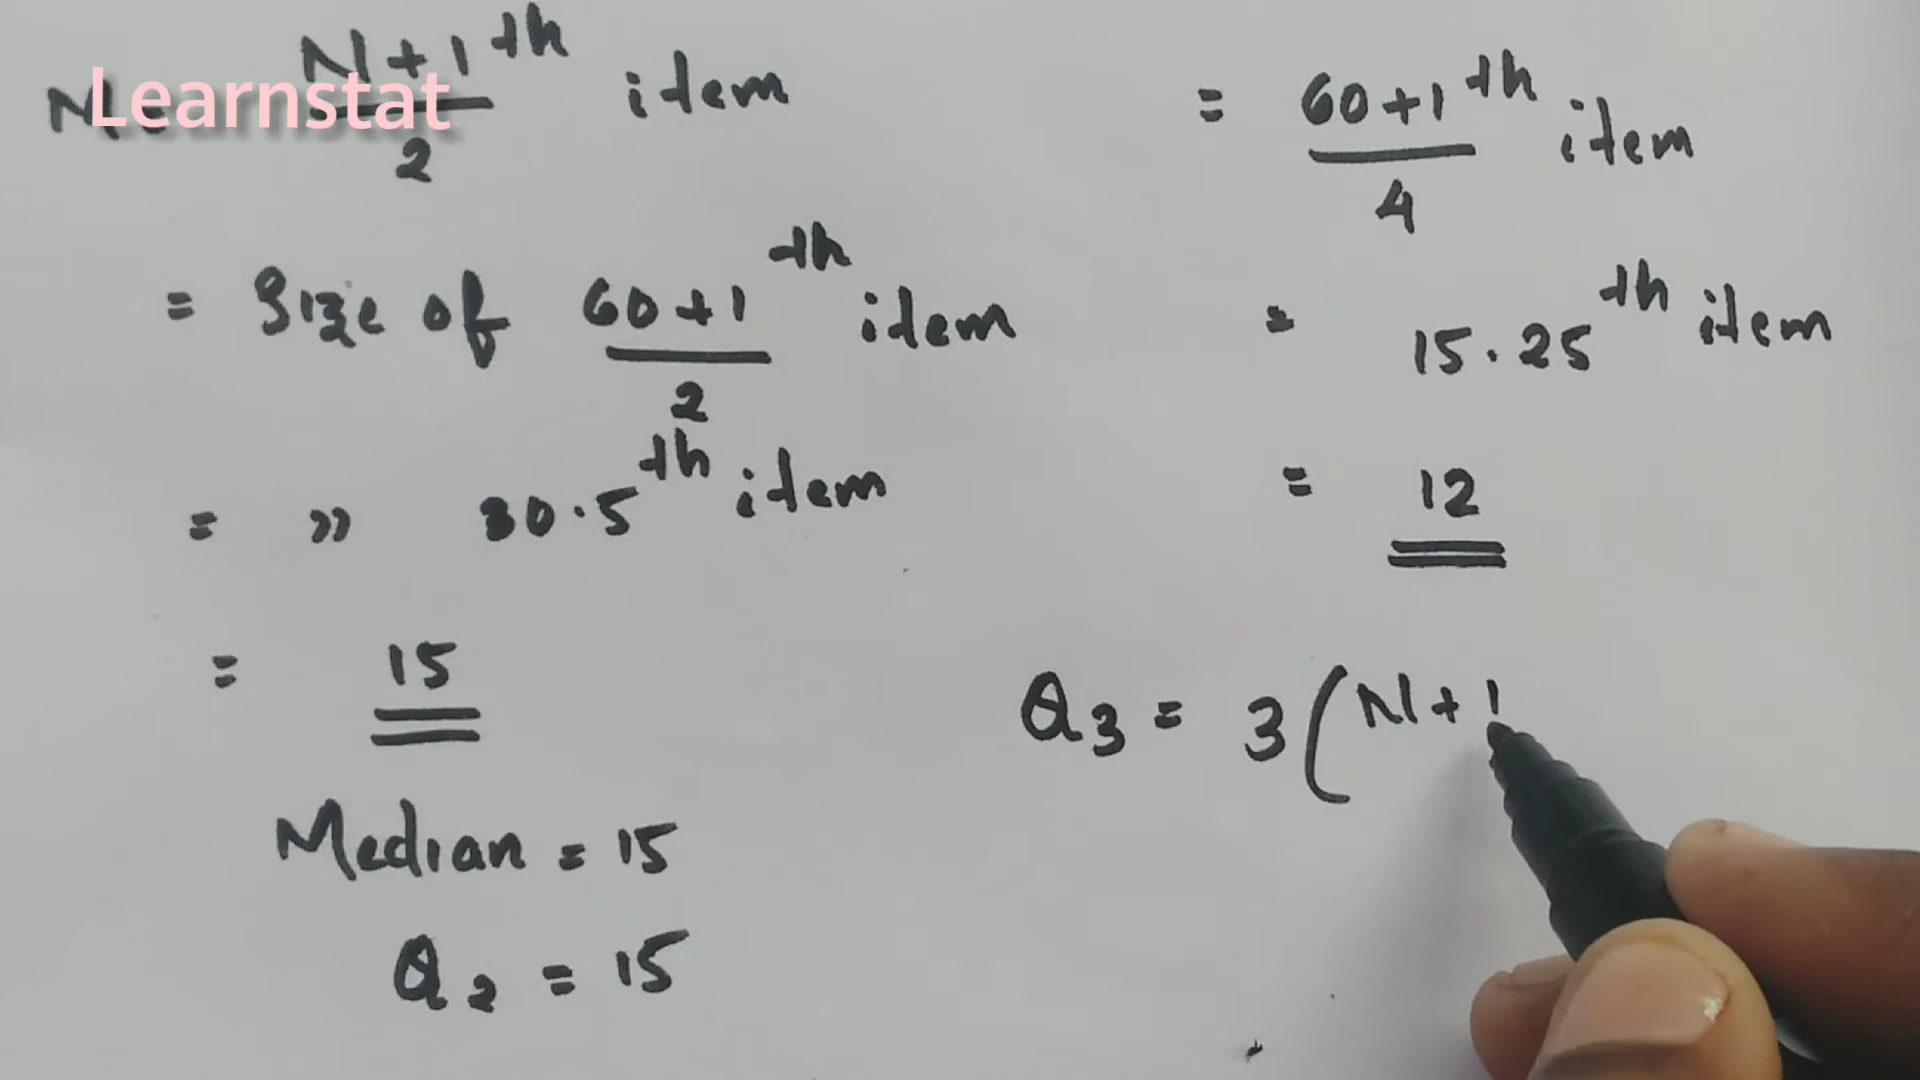 Learnstat
N+1 th item
2
= Size of 60+1 th item
2
= " 30.5 th item
= 15
Median = 15
Q2 = 15
= 60+1 th item
4
= 15.25 th item
= 12
Q3 = 3(N+1